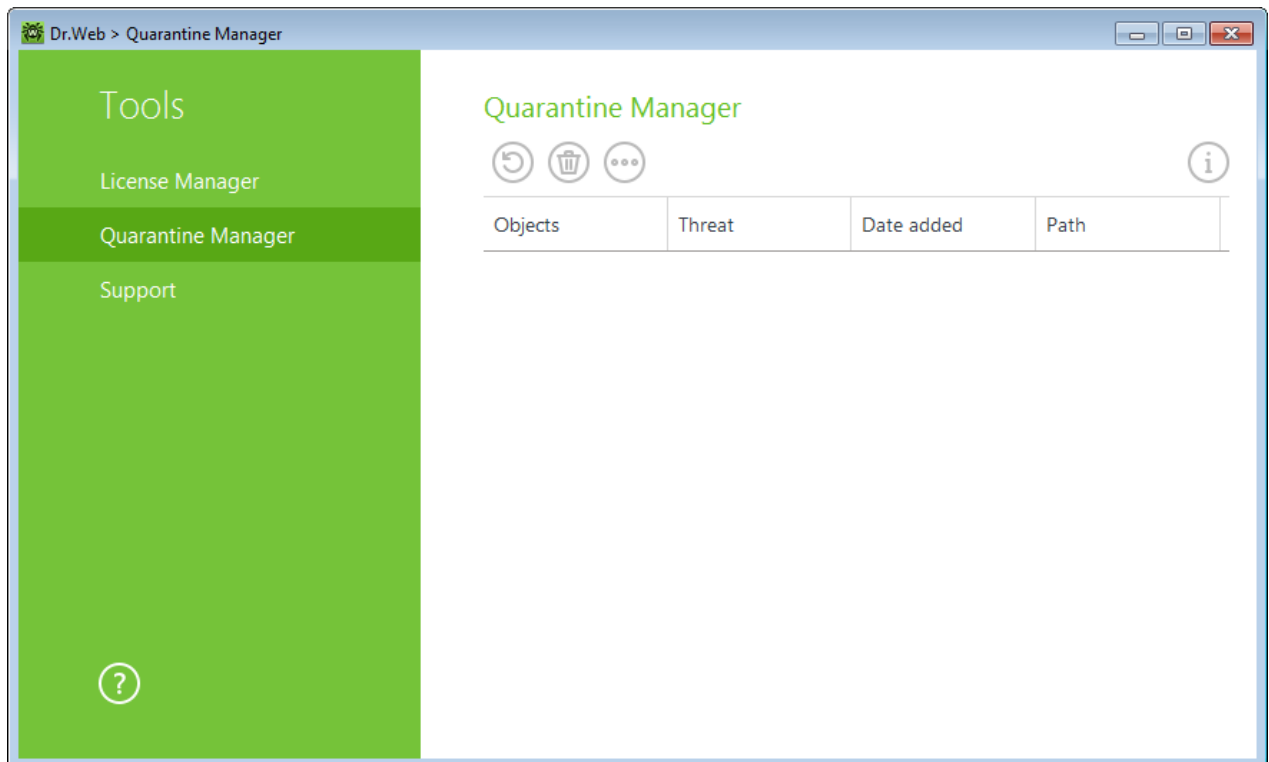 Dr.Web > Quarantine Manager
Tools
License Manager
Quarantine Manager
Support
?
Quarantine Manager
i
Objects Threat Date added Path